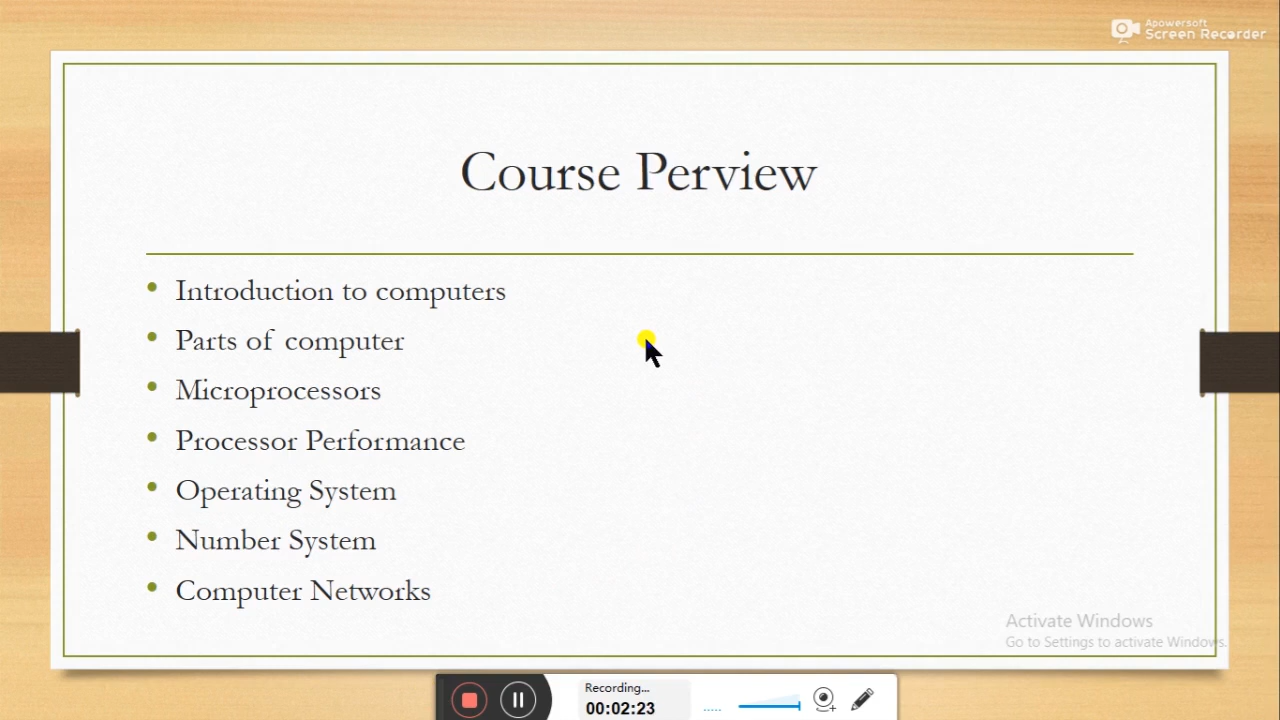 Apowersoft
Screen Recorder
Course Perview
• Introduction to computers
• Parts of computer
• Microprocessors
• Processor Performance
• Operating System
• Number System
• Computer Networks
Activate Windows
Go to Settings to activate Windows.
Recording...
00:02:23